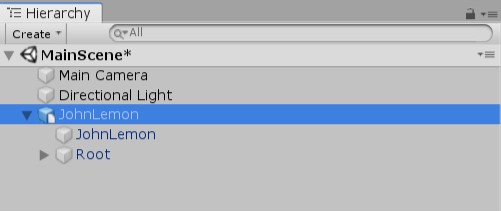 Hierarchy
Create All
MainScene*
Main Camera
Directional Light
JohnLemon
JohnLemon
Root